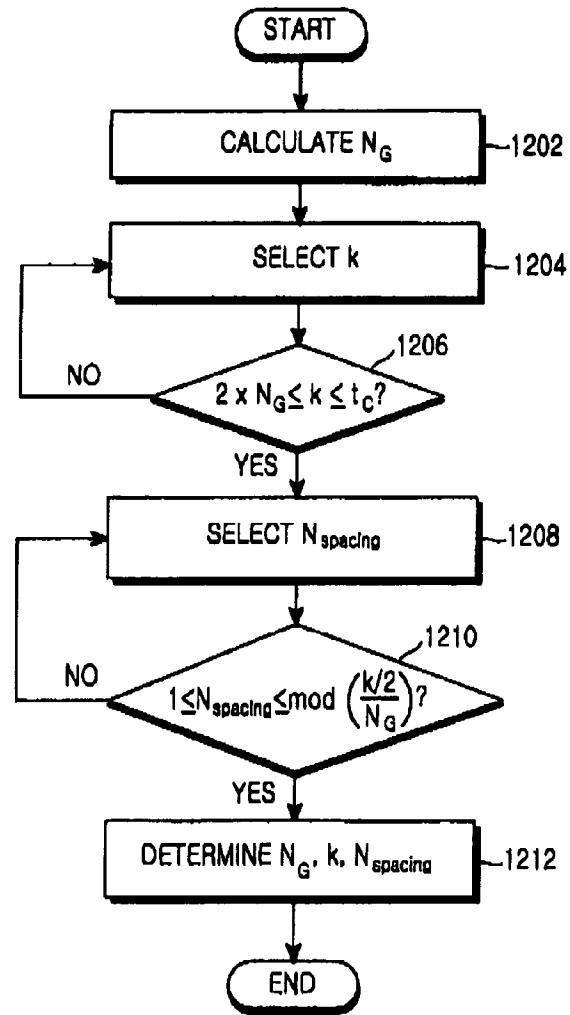 START
CALCULATE N_G
1202
SELECT k
1204
1206
2 x N_G ≤ k ≤ t_C?
NO
YES
SELECT N_spacing
1208
1210
1≤N_spacing≤mod (k/2 / N_G)?
NO
YES
DETERMINE N_G, k, N_spacing
1212
END